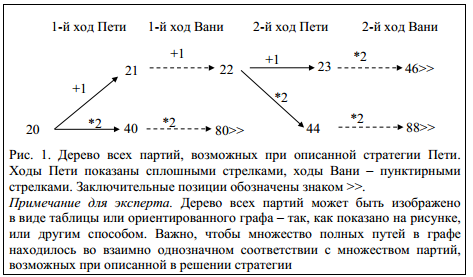 1-й ход Пети 1-й ход Вани 2-й ход Пети 2-й ход Вани
+1 +1 *2
21 22 +1 23 46>>
+1 *2
20 *2 40 *2 80>> 44 *2 88>>
Рис. 1. Дерево всех партий, возможных при описанной стратегии Пети.
Ходы Пети показаны сплошными стрелками, ходы Вани – пунктирными
стрелками. Заключительные позиции обозначены знаком >>.
Примечание для эксперта. Дерево всех партий может быть изображено
в виде таблицы или ориентированного графа – так, как показано на рисунке,
или другим способом. Важно, чтобы множество полных путей в графе
находилось во взаимно однозначном соответствии с множеством партий,
возможных при описанной в решении стратегии